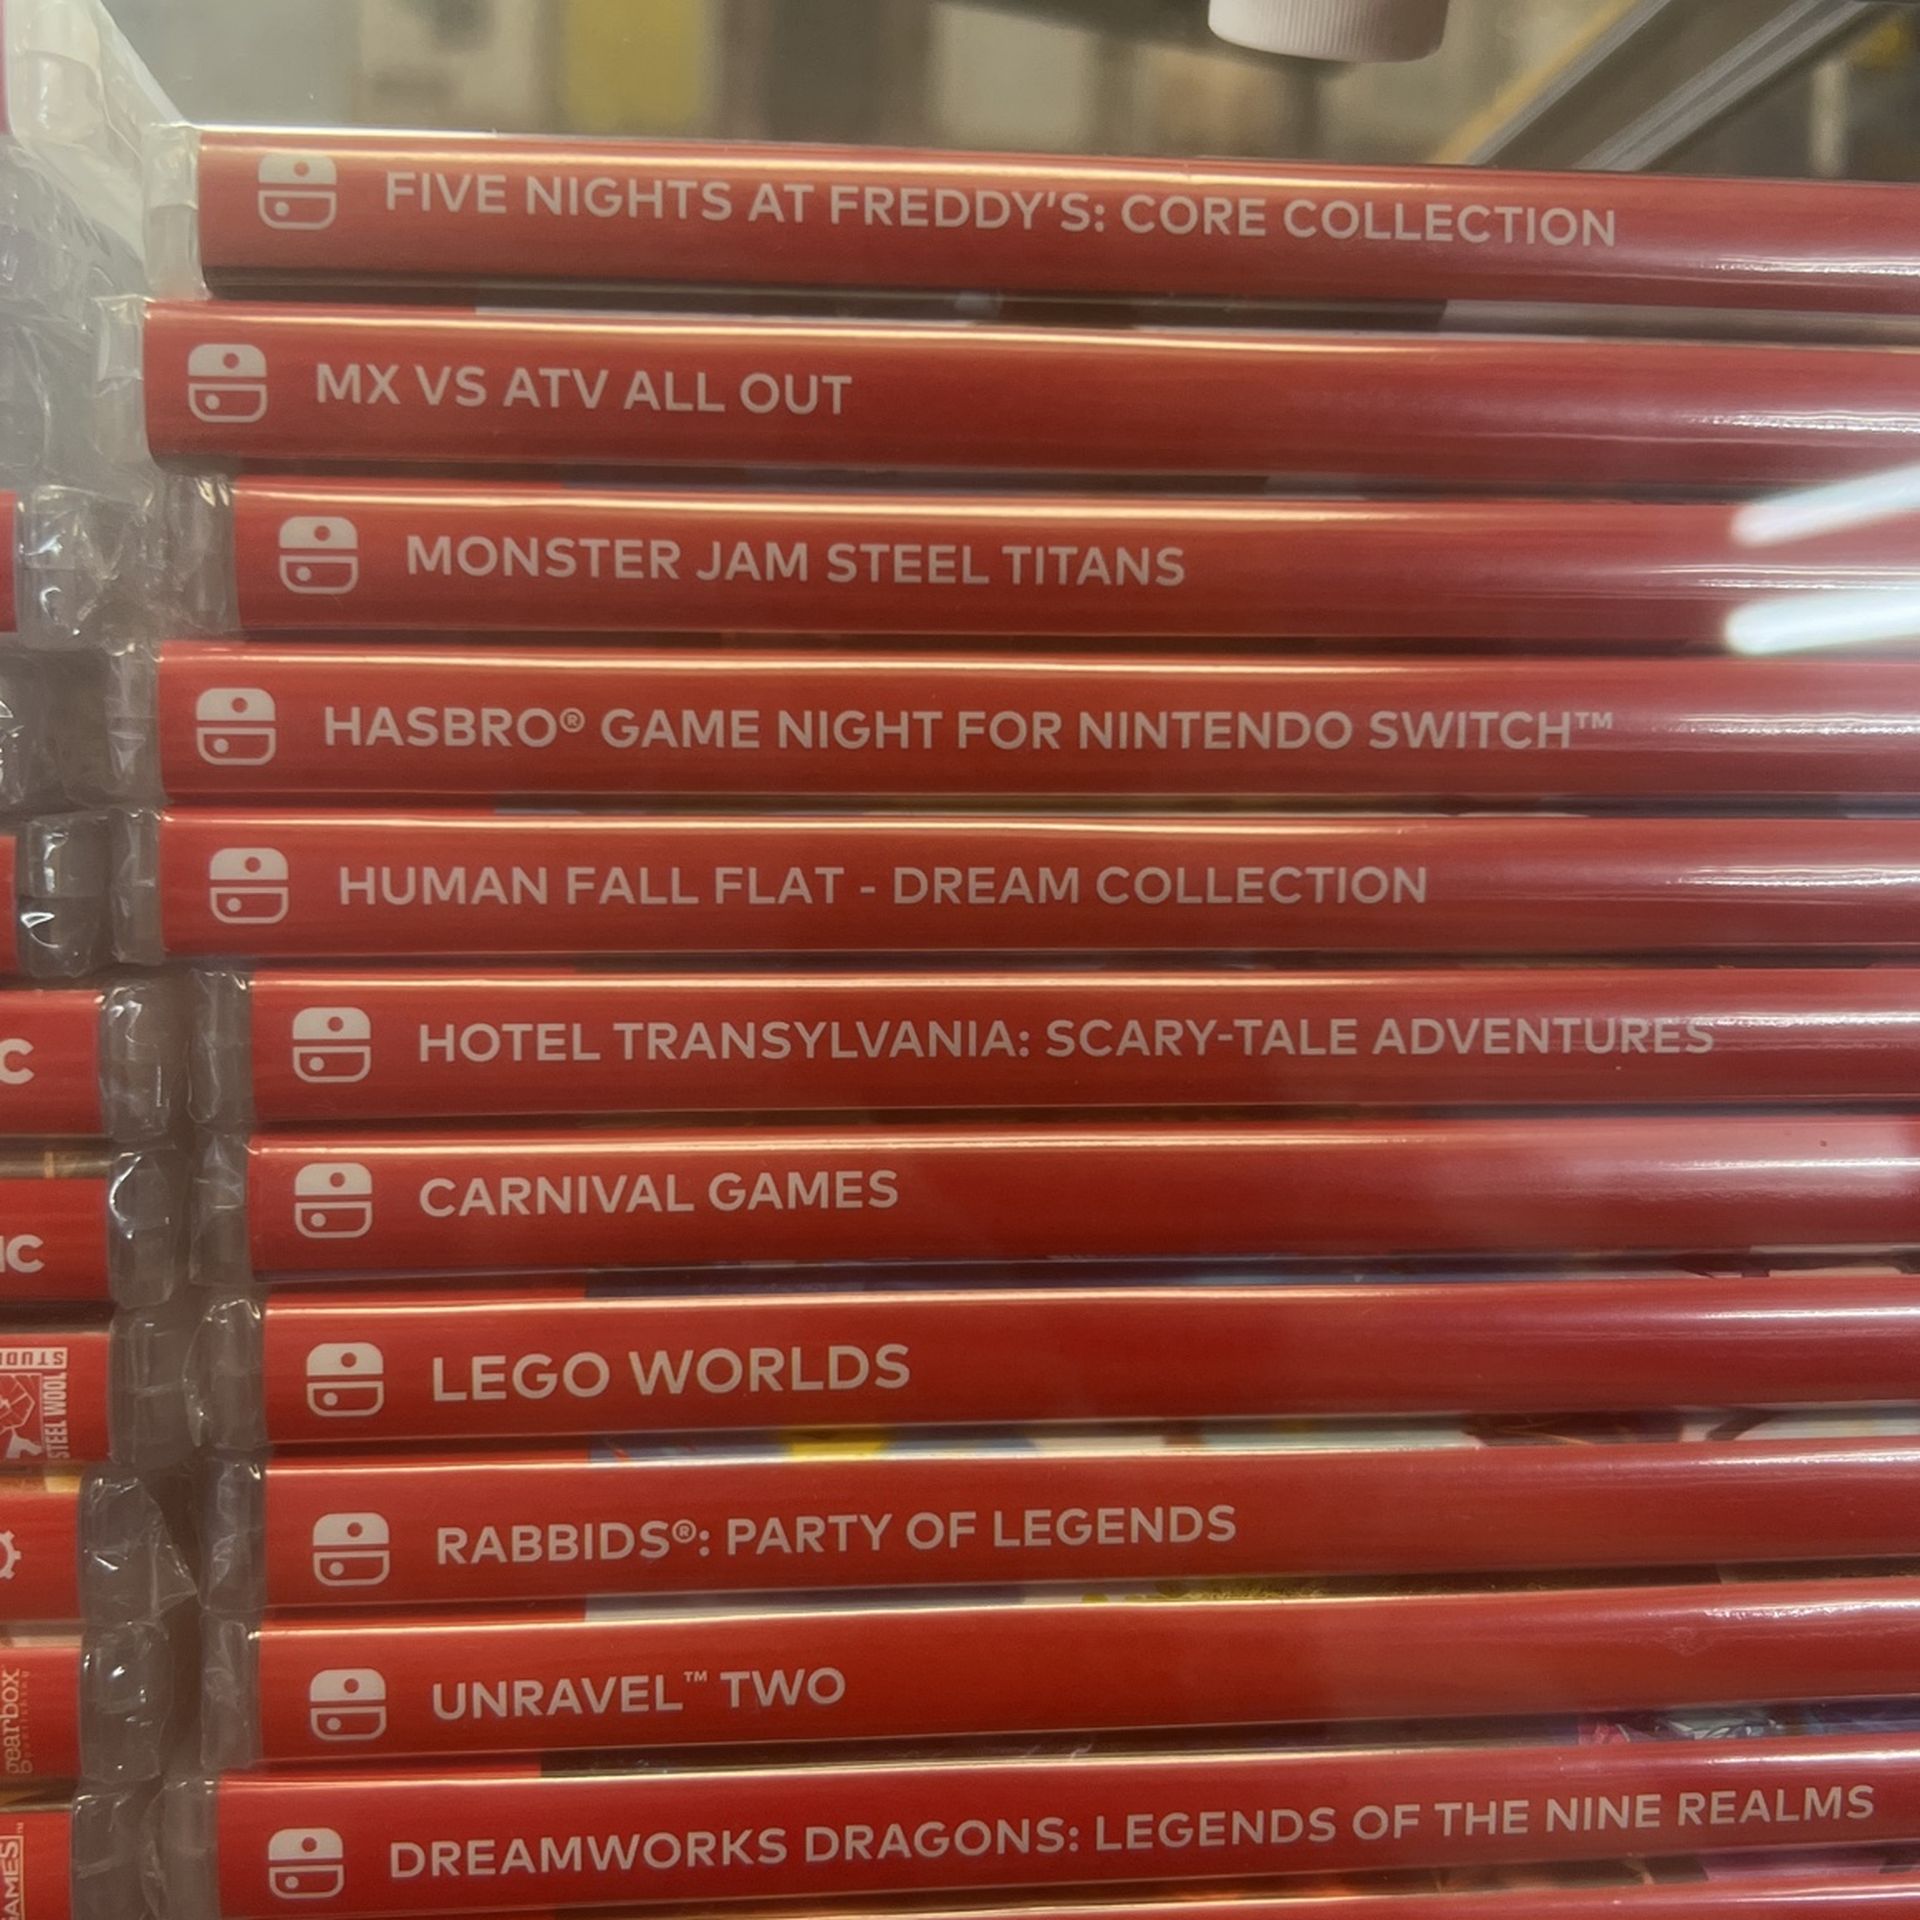 FIVE NIGHTS AT FREDDY'S: CORE COLLECTION
MX VS ATV ALL OUT
MONSTER JAM STEEL TITANS
HASBRO® GAME NIGHT FOR NINTENDO SWITCH™
HUMAN FALL FLAT - DREAM COLLECTION
HOTEL TRANSYLVANIA: SCARY-TALE ADVENTURES
C
CARNIVAL GAMES
IC
LEGO WORLDS
STEEL WOOL
RABBIDS®: PARTY OF LEGENDS
UNRAVEL™ TWO
gearbox
DREAMWORKS DRAGONS: LEGENDS OF THE NINE REALMS
GAMES™